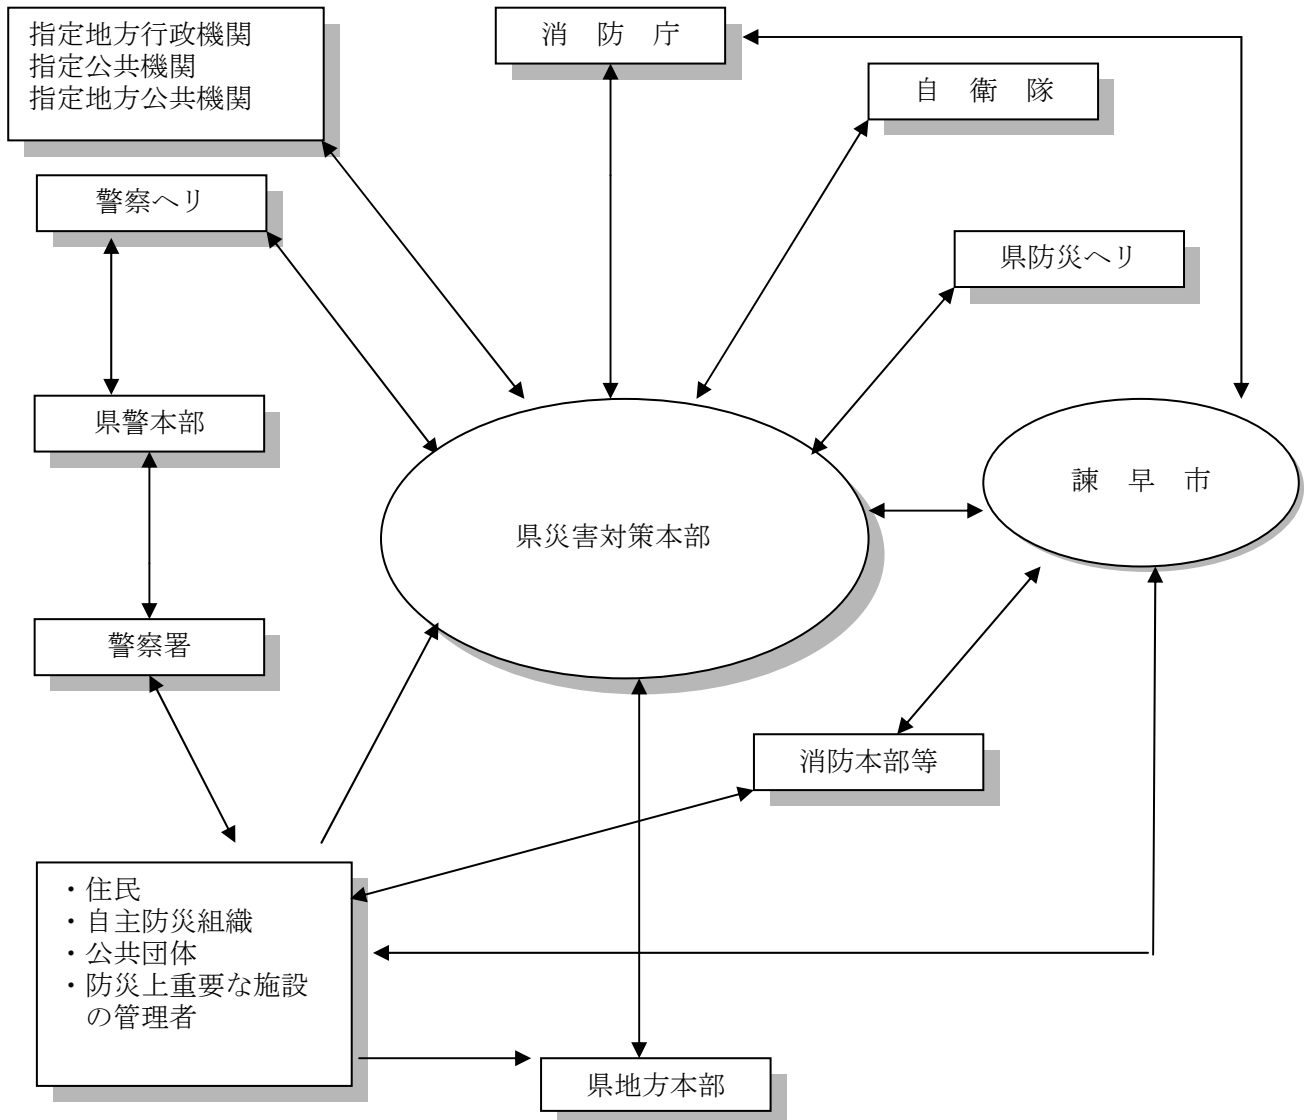 指定地方行政機関
指定公共機関
指定地方公共機関
消 防 庁
自 衛 隊
警察ヘリ
県防災ヘリ
県警本部
諫 早 市
県災害対策本部
警察署
消防本部等
・住民
・自主防災組織
・公共団体
・防災上重要な施設
の管理者
県地方本部